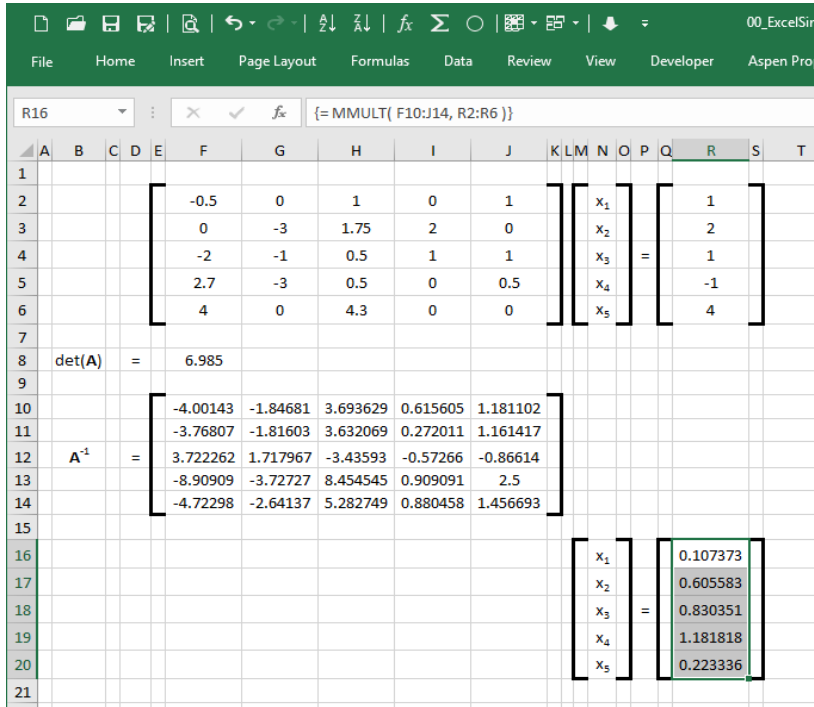 00_ExcelSin
File Home Insert Page Layout Formulas Data Review View Developer Aspen Pro
R16 fx {= MMULT( F10:J14, R2:R6 )}
A B C D E F G H I J K L M N O P Q R S T
1
2 -0.5 0 1 0 1 x₁ 1
3 0 -3 1.75 2 0 x₂ 2
4 -2 -1 0.5 1 1 x₃ = 1
5 2.7 -3 0.5 0 0.5 x₄ -1
6 4 0 4.3 0 0 x₅ 4
7
8 det(A) = 6.985
9
10 -4.00143 -1.84681 3.693629 0.615605 1.181102
11 -3.76807 -1.81603 3.632069 0.272011 1.161417
12 A⁻¹ = 3.722262 1.717967 -3.43593 -0.57266 -0.86614
13 -8.90909 -3.72727 8.454545 0.909091 2.5
14 -4.72298 -2.64137 5.282749 0.880458 1.456693
15
16 x₁ 0.107373
17 x₂ 0.605583
18 x₃ = 0.830351
19 x₄ 1.181818
20 x₅ 0.223336
21